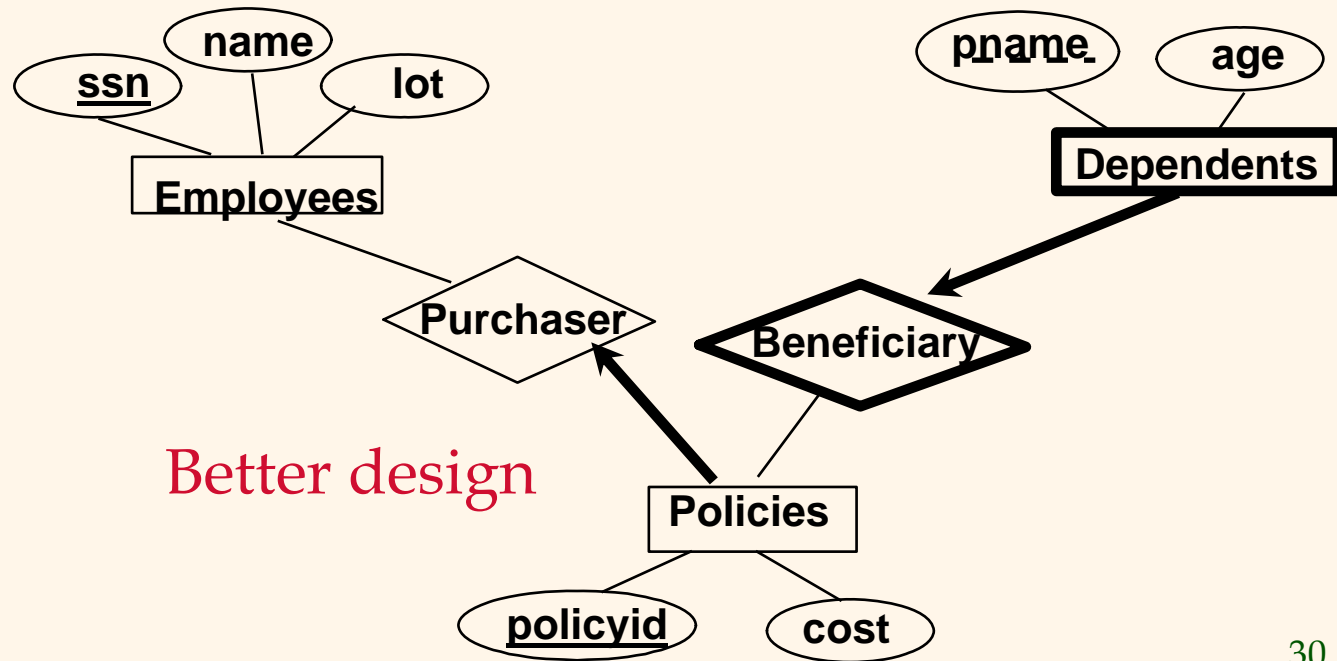 name
ssn
lot
Employees
pname
age
Dependents
Purchaser
Beneficiary
Better design
Policies
policyid
cost
30